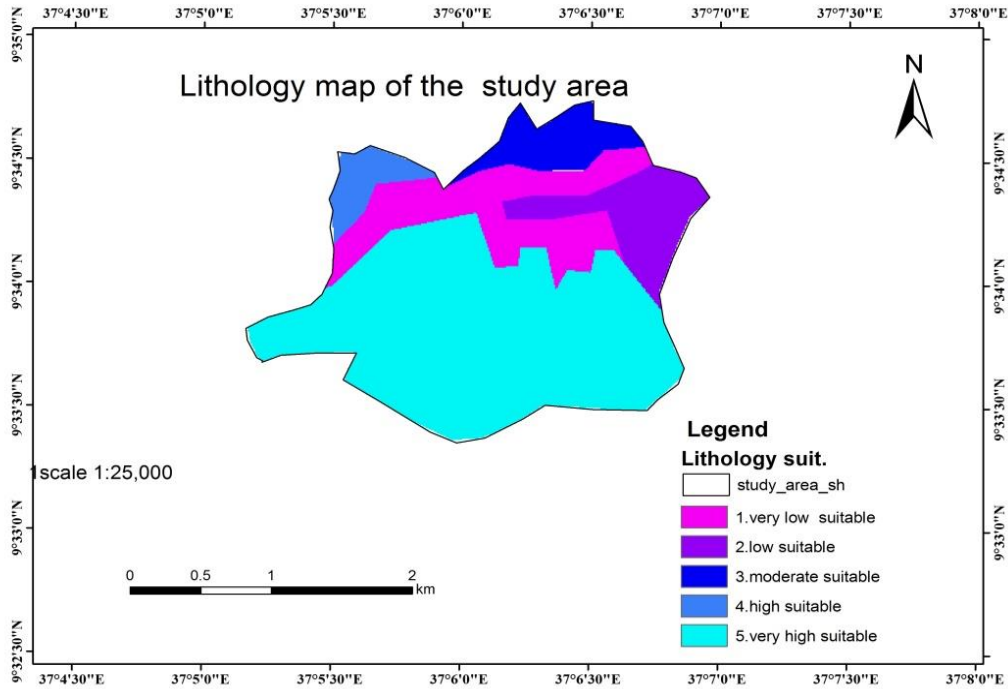 37°4'30"E 37°5'0"E 37°5'30"E 37°6'0"E 37°6'30"E 37°7'0"E 37°7'30"E 37°8'0"E
9°35'0"N
9°34'30"N
9°34'0"N
9°33'30"N
9°33'0"N
9°32'30"N
Lithology map of the study area
N
1scale 1:25,000
0 0.5 1 2
km
Legend
Lithology suit.
study_area_sh
1.very low suitable
2.low suitable
3.moderate suitable
4.high suitable
5.very high suitable
9°34'30"N
9°34'0"N
9°33'30"N
9°33'0"N
37°4'30"E 37°5'0"E 37°5'30"E 37°6'0"E 37°6'30"E 37°7'0"E 37°7'30"E 37°8'0"E